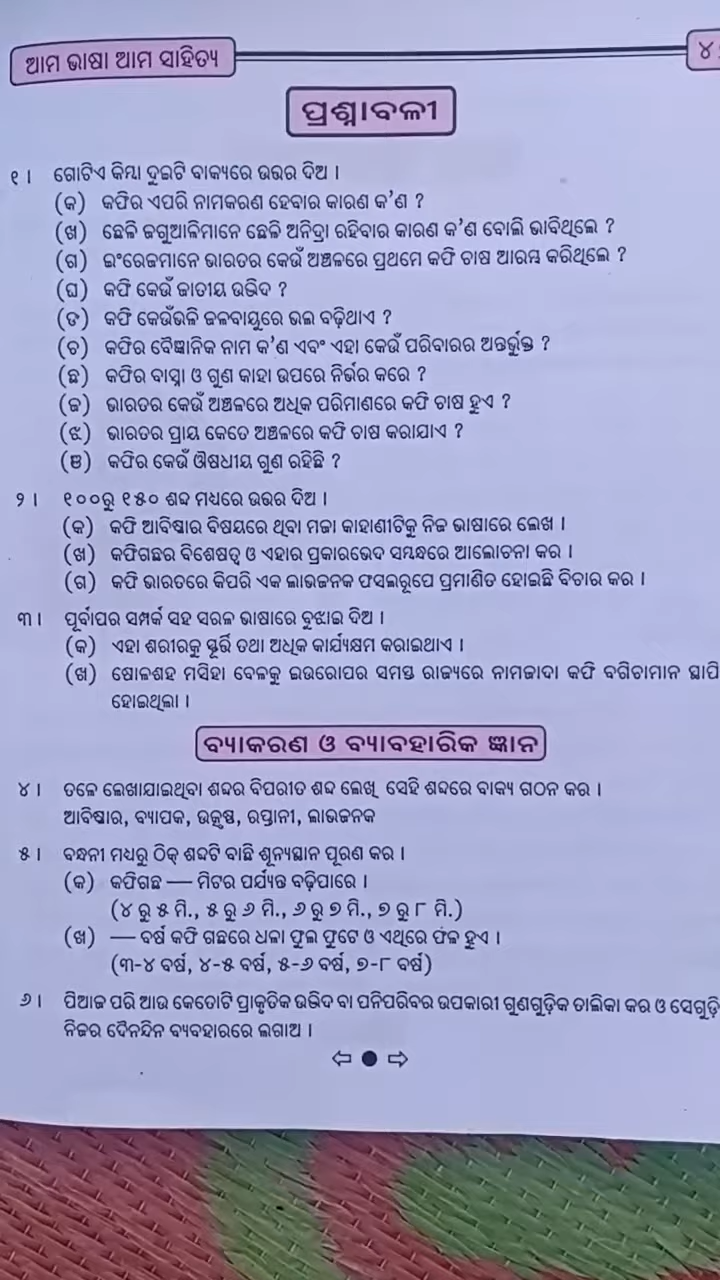 ଆମ ଭାଷା ଆମ ସାହିତ୍ୟ
ପ୍ରଶ୍ନାବଳୀ
୧ । ଗୋଟିଏ କିମ୍ବା ଦୁଇଟି ବାକ୍ୟରେ ଉତ୍ତର ଦିଅ ।
(କ) କଫିର ଏପରି ନାମକରଣ ହେବାର କାରଣ କ'ଣ ?
(ଖ) ଛେଳି ଜଗୁଆଳିମାନେ ଛେଳି ଅନିଦ୍ରା ରହିବାର କାରଣ କ'ଣ ବୋଲି ଭାବିଥିଲେ ?
(ଗ) ଇଂରେଜମାନେ ଭାରତର କେଉଁ ଅଞ୍ଚଳରେ ପ୍ରଥମେ କଫି ଚାଷ ଆରମ୍ଭ କରିଥିଲେ ?
(ଘ) କଫି କେଉଁ ଜାତୀୟ ଉଦ୍ଭିଦ ?
(ଙ) କଫି କେଉଁଭଳି ଜଳବାୟୁରେ ଭଲ ବଢ଼ିଥାଏ ?
(ଚ) କଫିର ବୈଜ୍ଞାନିକ ନାମ କ'ଣ ଏବଂ ଏହା କେଉଁ ପରିବାରର ଅନ୍ତର୍ଭୁକ୍ତ ?
(ଛ) କଫିର ବାସ୍ନା ଓ ଗୁଣ କାହା ଉପରେ ନିର୍ଭର କରେ ?
(ଜ) ଭାରତର କେଉଁ ଅଞ୍ଚଳରେ ଅଧିକ ପରିମାଣରେ କଫି ଚାଷ ହୁଏ ?
(ଝ) ଭାରତର ପ୍ରାୟ କେତେ ଅଞ୍ଚଳରେ କଫି ଚାଷ କରାଯାଏ ?
(ଞ) କଫିର କେଉଁ ଔଷଧୀୟ ଗୁଣ ରହିଛି ?
୨ । ୧୦୦ରୁ ୧୫୦ ଶବ୍ଦ ମଧ୍ୟରେ ଉତ୍ତର ଦିଅ ।
(କ) କଫି ଆବିଷ୍କାର ବିଷୟରେ ଥିବା ମଜା କାହାଣୀଟିକୁ ନିଜ ଭାଷାରେ ଲେଖ ।
(ଖ) କଫିଗଛର ବିଶେଷତ୍ୱ ଓ ଏହାର ପ୍ରକାରଭେଦ ସମ୍ବନ୍ଧରେ ଆଲୋଚନା କର ।
(ଗ) କଫି ଭାରତରେ କିପରି ଏକ ଲାଭଜନକ ଫସଲରୂପେ ପ୍ରମାଣିତ ହୋଇଛି ବିଚାର କର ।
୩ । ପୂର୍ବାପର ସମ୍ପର୍କ ସହ ସରଳ ଭାଷାରେ ବୁଝାଇ ଦିଅ ।
(କ) ଏହା ଶରୀରକୁ ସ୍ଫୂର୍ତ୍ତି ତଥା ଅଧିକ କାର୍ଯ୍ୟକ୍ଷମ କରାଇଥାଏ ।
(ଖ) ଷୋଳଶହ ମସିହା ବେଳକୁ ଇଉରୋପର ସମସ୍ତ ରାଜ୍ୟରେ ନାମଜାଦା କଫି ବଗିଚାମାନ ସ୍ଥାପି
ହୋଇଥିଲା ।
ବ୍ୟାକରଣ ଓ ବ୍ୟାବହାରିକ ଜ୍ଞାନ
୪ । ତଳେ ଲେଖାଯାଇଥିବା ଶବ୍ଦର ବିପରୀତ ଶବ୍ଦ ଲେଖି ସେହି ଶବ୍ଦରେ ବାକ୍ୟ ଗଠନ କର ।
ଆବିଷ୍କାର, ବ୍ୟାପକ, ଉତ୍କୃଷ୍ଟ, ରପ୍ତାନୀ, ଲାଭଜନକ
୫ । ବନ୍ଧନୀ ମଧ୍ୟରୁ ଠିକ୍ ଶବ୍ଦଟି ବାଛି ଶୂନ୍ୟସ୍ଥାନ ପୂରଣ କର ।
(କ) କଫିଗଛ — ମିଟର ପର୍ଯ୍ୟନ୍ତ ବଢ଼ିପାରେ ।
(୪ ରୁ ୫ ମି., ୫ ରୁ ୬ ମି., ୬ ରୁ ୭ ମି., ୭ ରୁ ୮ ମି.)
(ଖ) — ବର୍ଷ କଫି ଗଛରେ ଧଳା ଫୁଲ ଫୁଟେ ଓ ଏଥିରେ ଫଳ ହୁଏ ।
(୩-୪ ବର୍ଷ, ୪-୫ ବର୍ଷ, ୫-୬ ବର୍ଷ, ୭-୮ ବର୍ଷ)
୬ । ପିଆଜ ପରି ଆଉ କେତୋଟି ପ୍ରାକୃତିକ ଉଦ୍ଭିଦ ବା ପନିପରିବର ଉପକାରୀ ଗୁଣଗୁଡ଼ିକ ତାଲିକା କର ଓ ସେଗୁଡ଼ି
ନିଜର ଦୈନନ୍ଦିନ ବ୍ୟବହାରରେ ଲଗାଅ ।